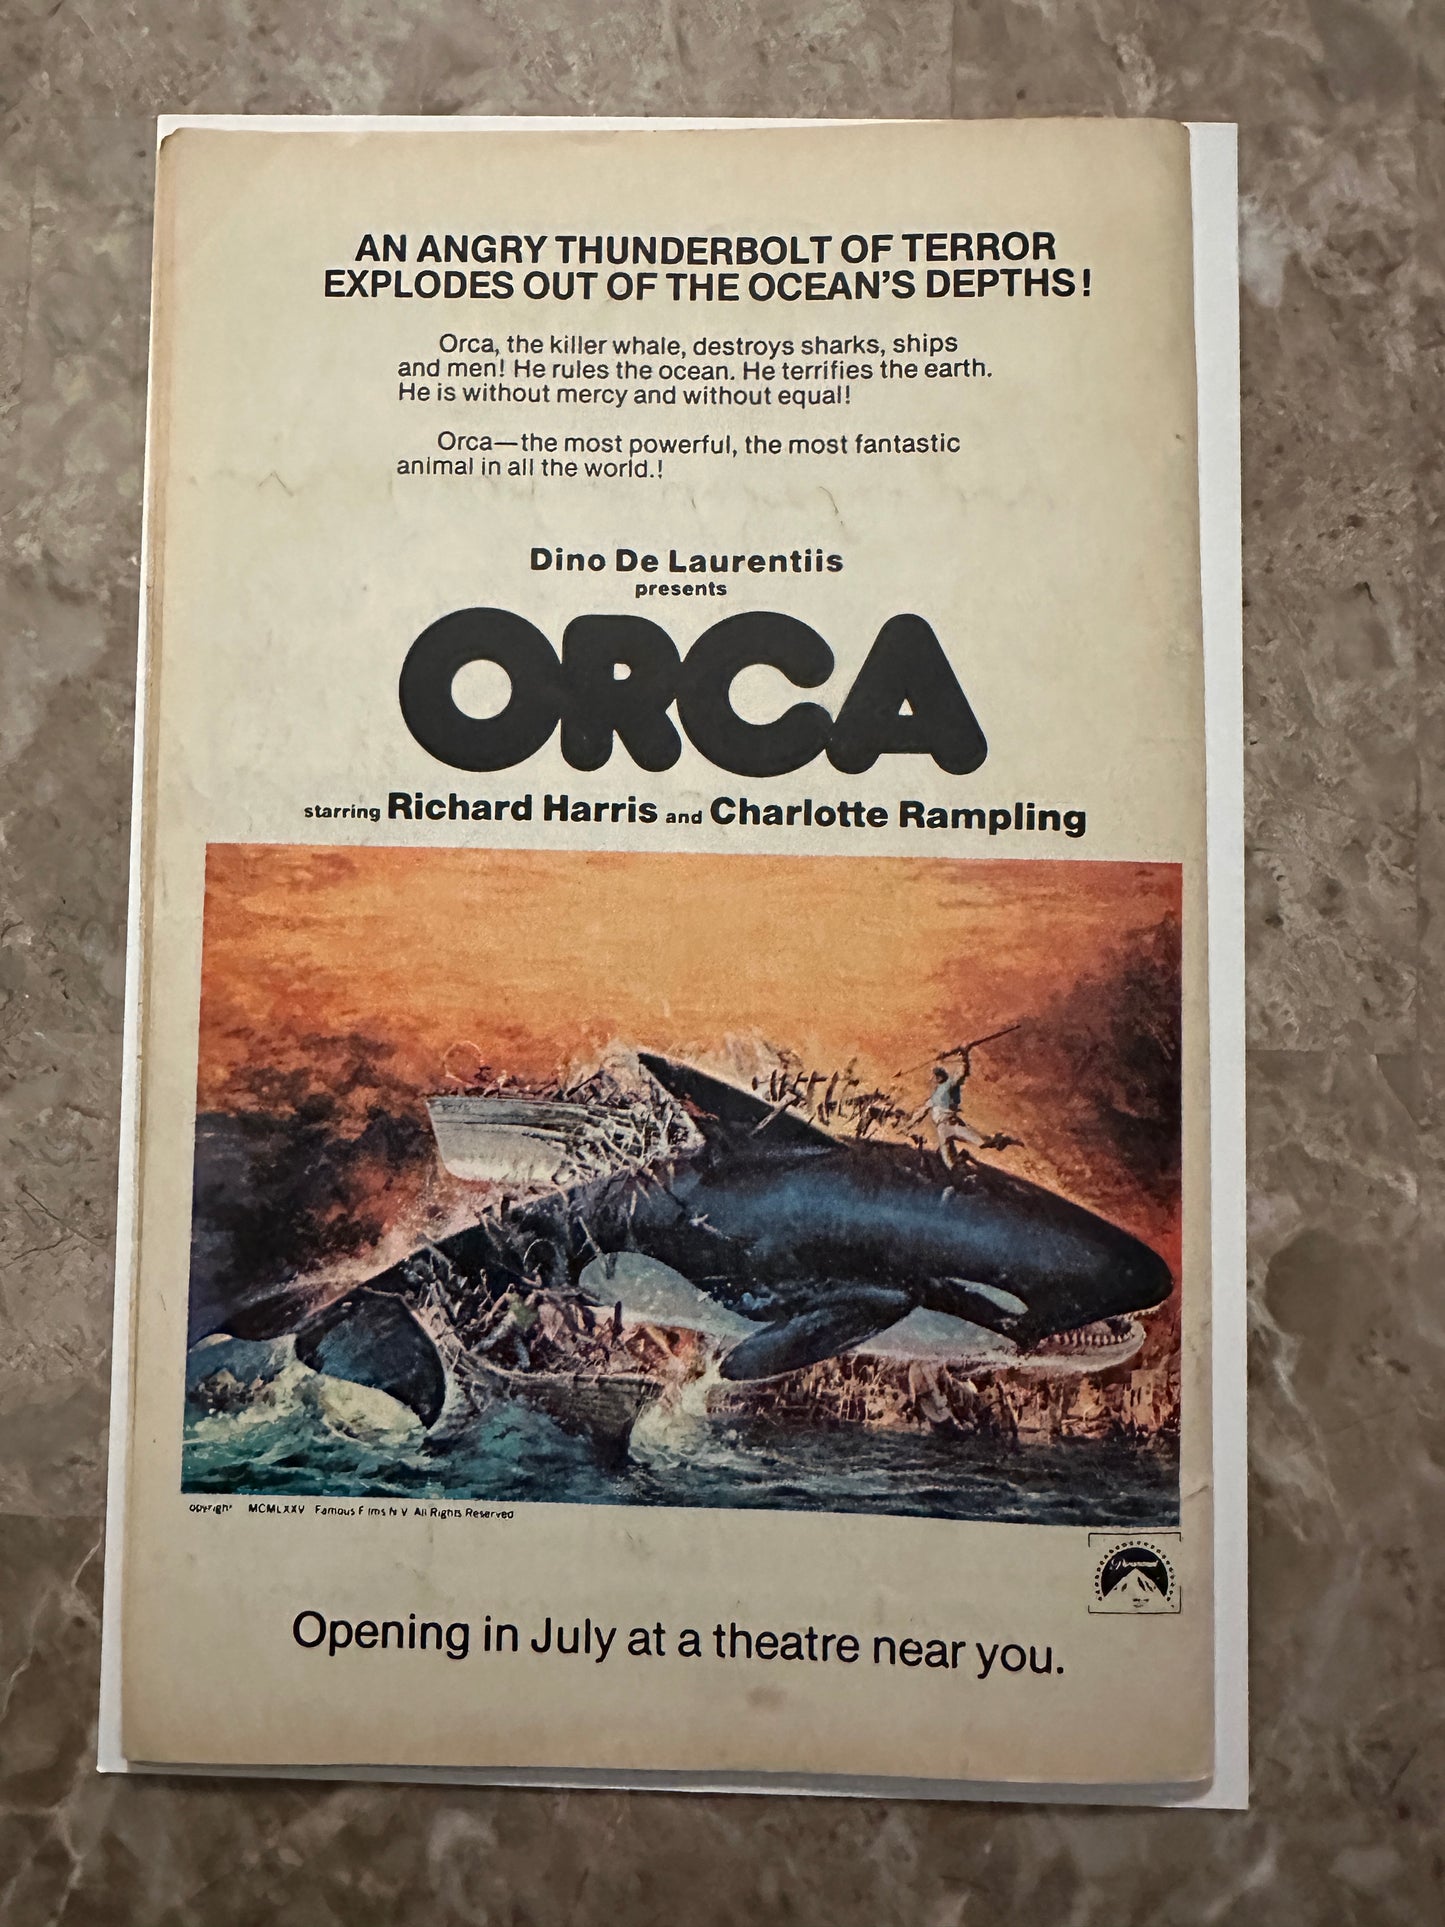 AN ANGRY THUNDERBOLT OF TERROR
EXPLODES OUT OF THE OCEAN'S DEPTHS!
Orca, the killer whale, destroys sharks, ships
and men! He rules the ocean. He terrifies the earth.
He is without mercy and without equal!
Orca—the most powerful, the most fantastic
animal in all the world.!
Dino De Laurentiis
presents
ORCA
starring Richard Harris and Charlotte Rampling
MCMLXXV Famous Films N V All Rights Reserved
Paramount
Opening in July at a theatre near you.